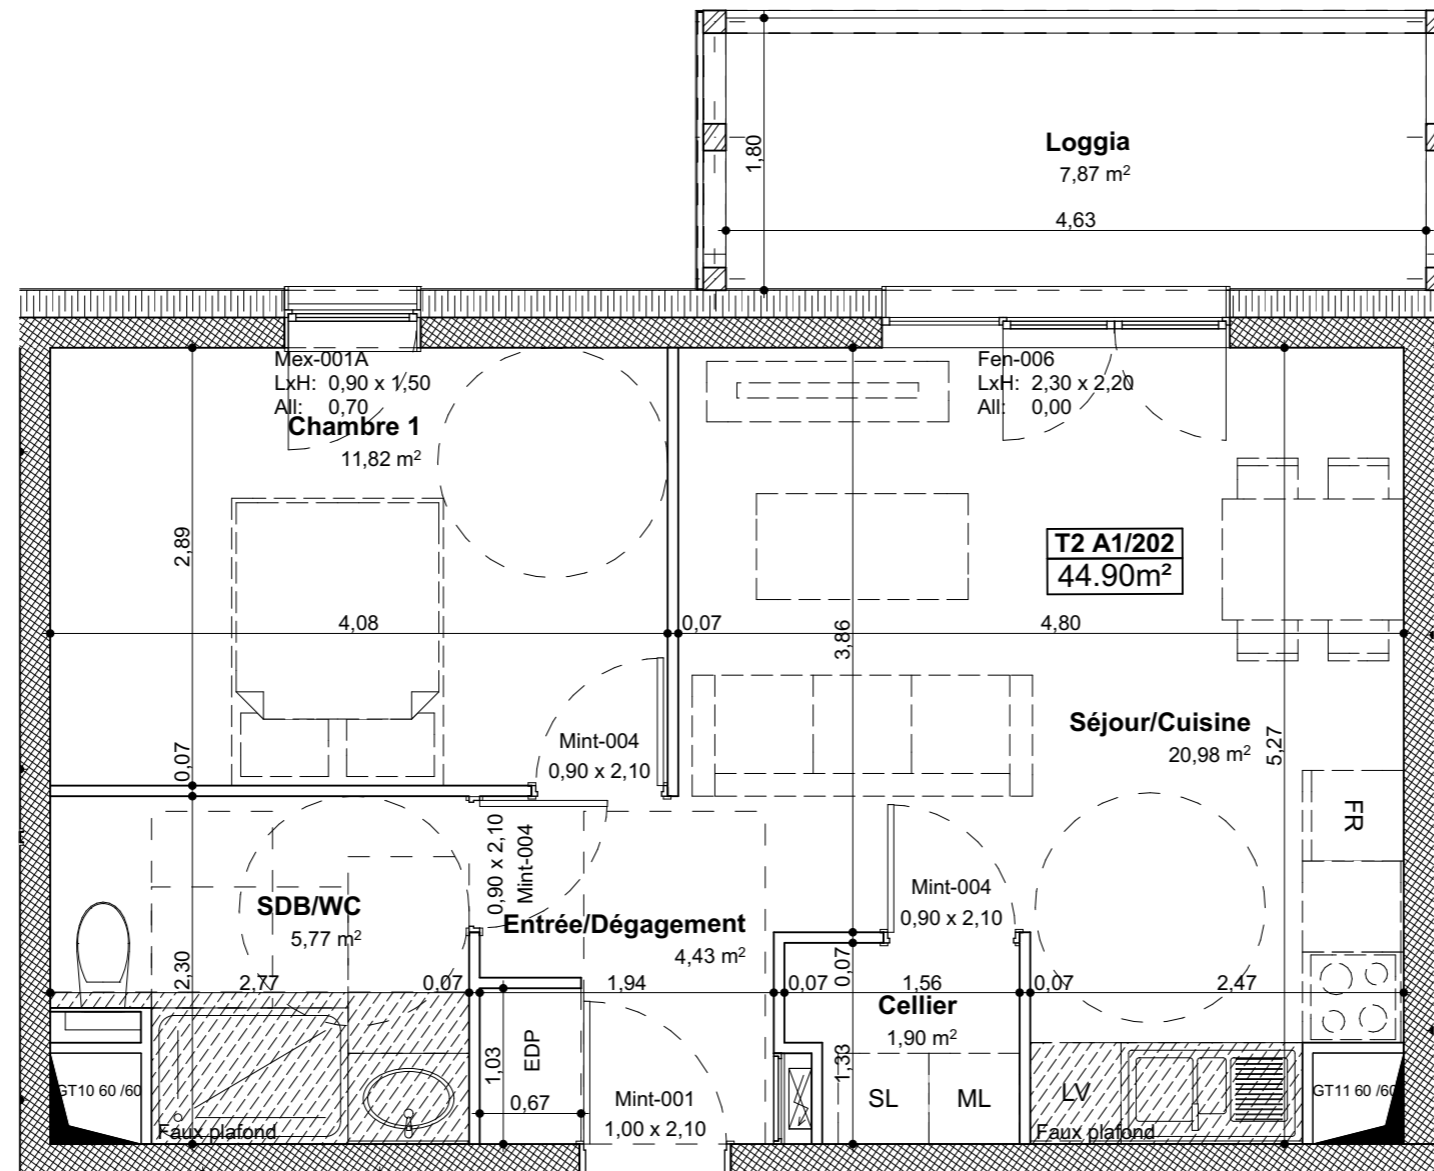 Loggia
7,87 m²
1,80
4,63
Mex-001A
LxH: 0,90 x 1,50
All: 0,70
Chambre 1
11,82 m²
Fen-006
LxH: 2,30 x 2,20
All: 0,00
2,89
T2 A1/202
44.90m²
4,08
0,07
3,86
4,80
Séjour/Cuisine
20,98 m²
5,27
0,07
Mint-004
0,90 x 2,10
FR
0,90 x 2,10
Mint-004
Mint-004
0,90 x 2,10
SDB/WC
5,77 m²
Entrée/Dégagement
4,43 m²
2,30
2,77
0,07
1,94
0,07
0,07
1,56
0,07
2,47
Cellier
1,90 m²
EDP
1,03
0,67
1,33
SL
ML
LV
GT10 60 /60
GT11 60 /60
Mint-001
1,00 x 2,10
Faux plafond
Faux plafond